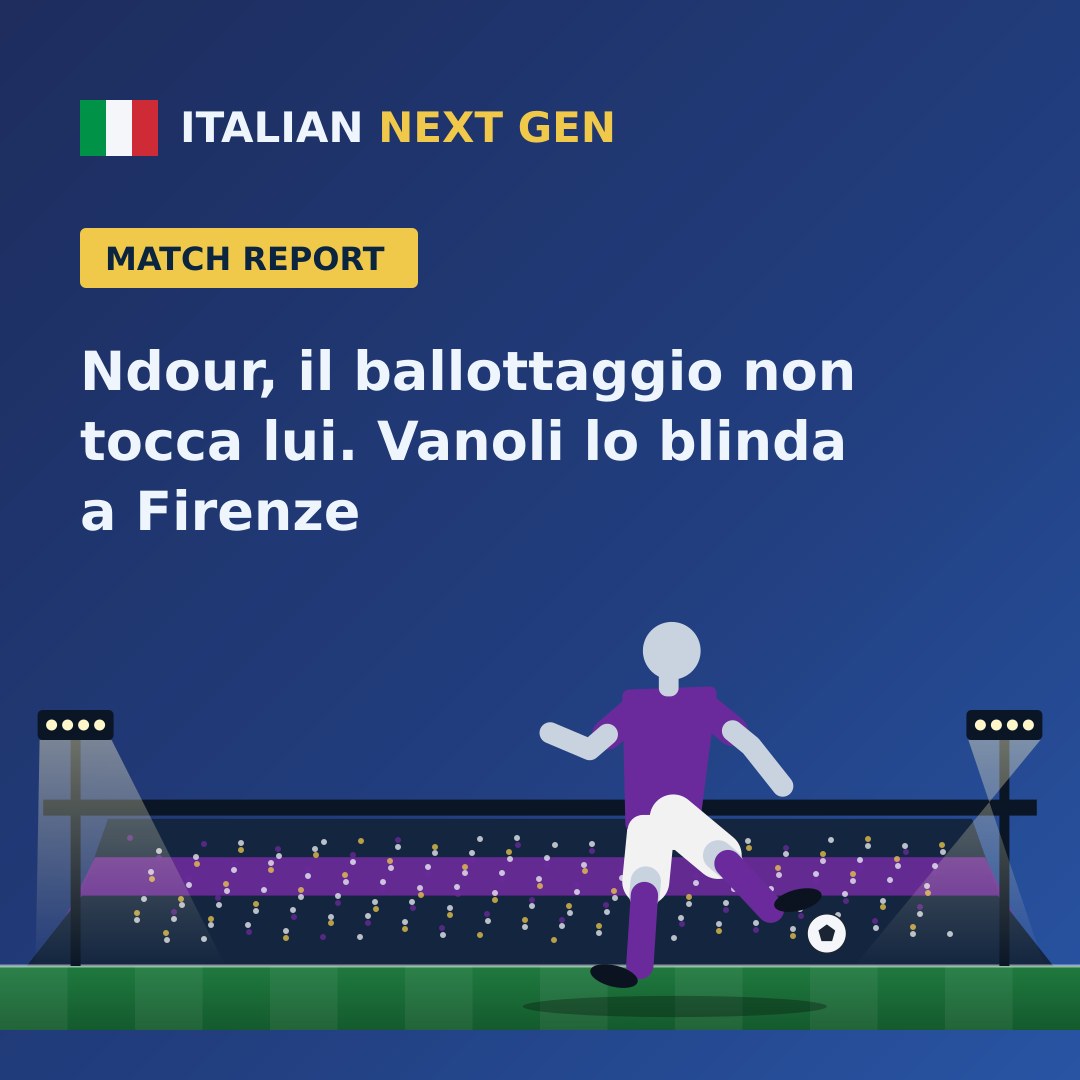 ITALIAN NEXT GEN
MATCH REPORT
Ndour, il ballottaggio non
tocca lui. Vanoli lo blinda
a Firenze